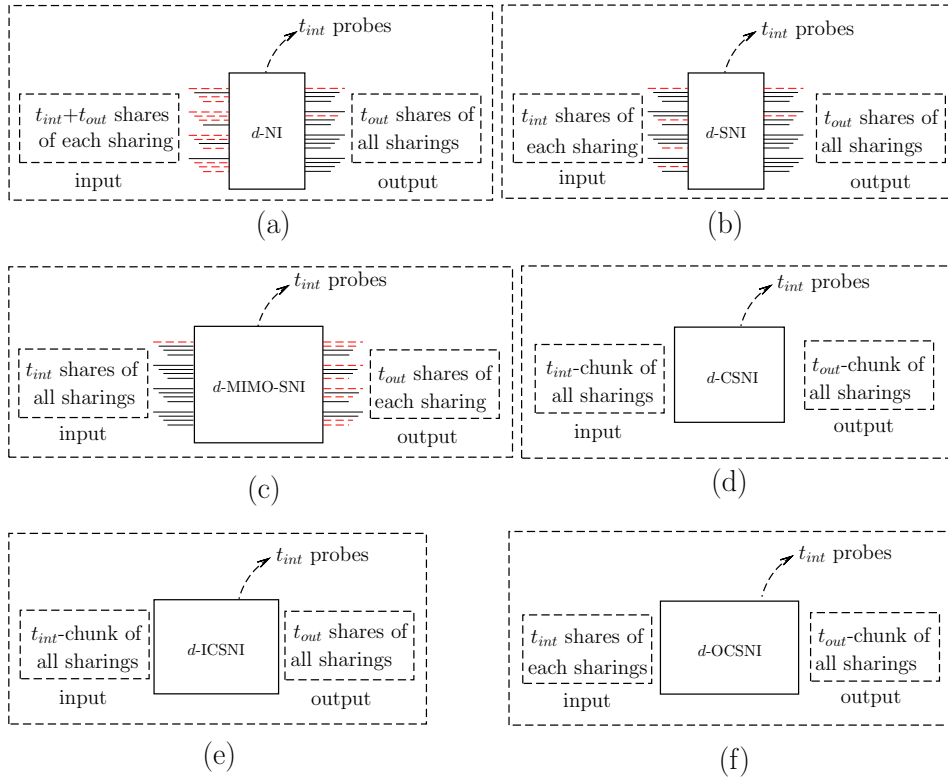 t_int probes
t_int+t_out shares
of each sharing
input
d-NI
t_out shares of
all sharings
output
(a)
t_int probes
t_int shares of
each sharing
input
d-SNI
t_out shares of
all sharings
output
(b)
t_int probes
t_int shares of
all sharings
input
d-MIMO-SNI
t_out shares of
each sharing
output
(c)
t_int probes
t_int-chunk of
all sharings
input
d-CSNI
t_out-chunk of
all sharings
output
(d)
t_int probes
t_int-chunk of
all sharings
input
d-ICSNI
t_out shares of
all sharings
output
(e)
t_int probes
t_int shares of
each sharings
input
d-OCSNI
t_out-chunk of
all sharings
output
(f)